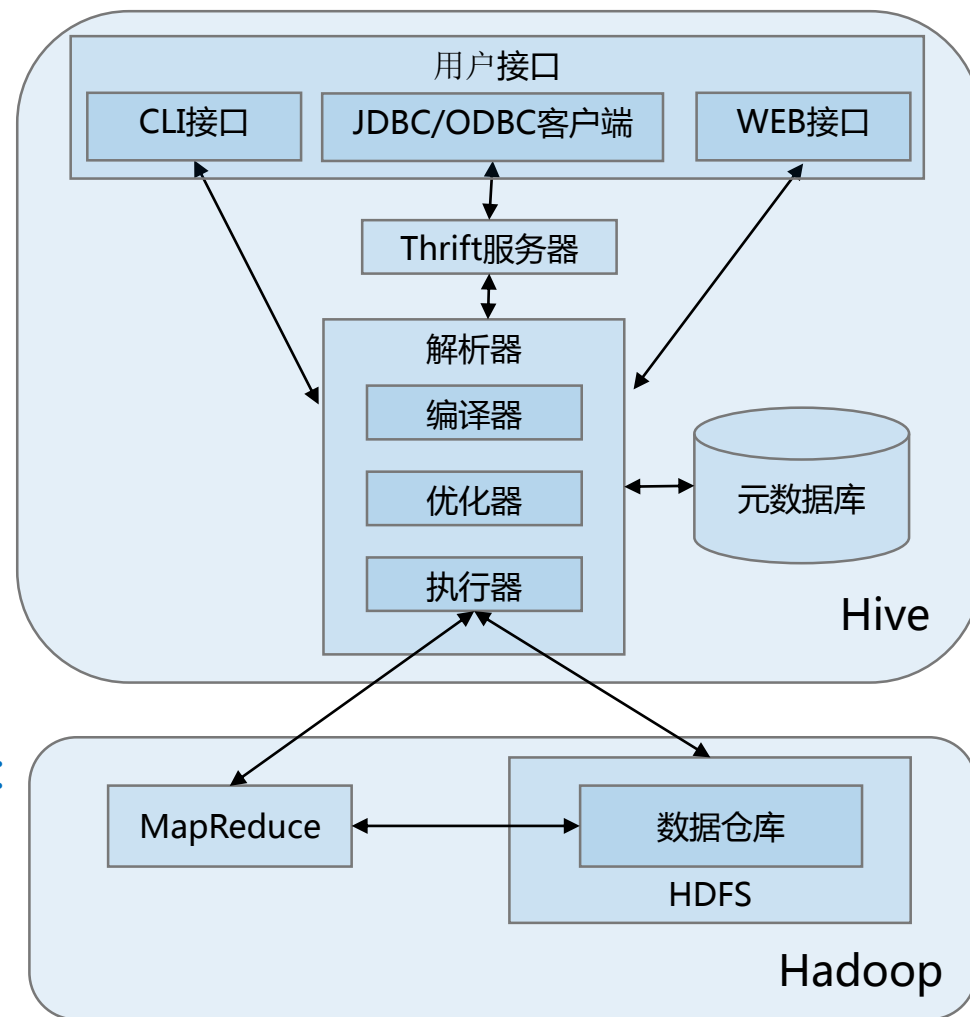 用户接口
CLI接口
JDBC/ODBC客户端
WEB接口
Thrift服务器
解析器
编译器
优化器
执行器
元数据库
Hive
MapReduce
数据仓库
HDFS
Hadoop